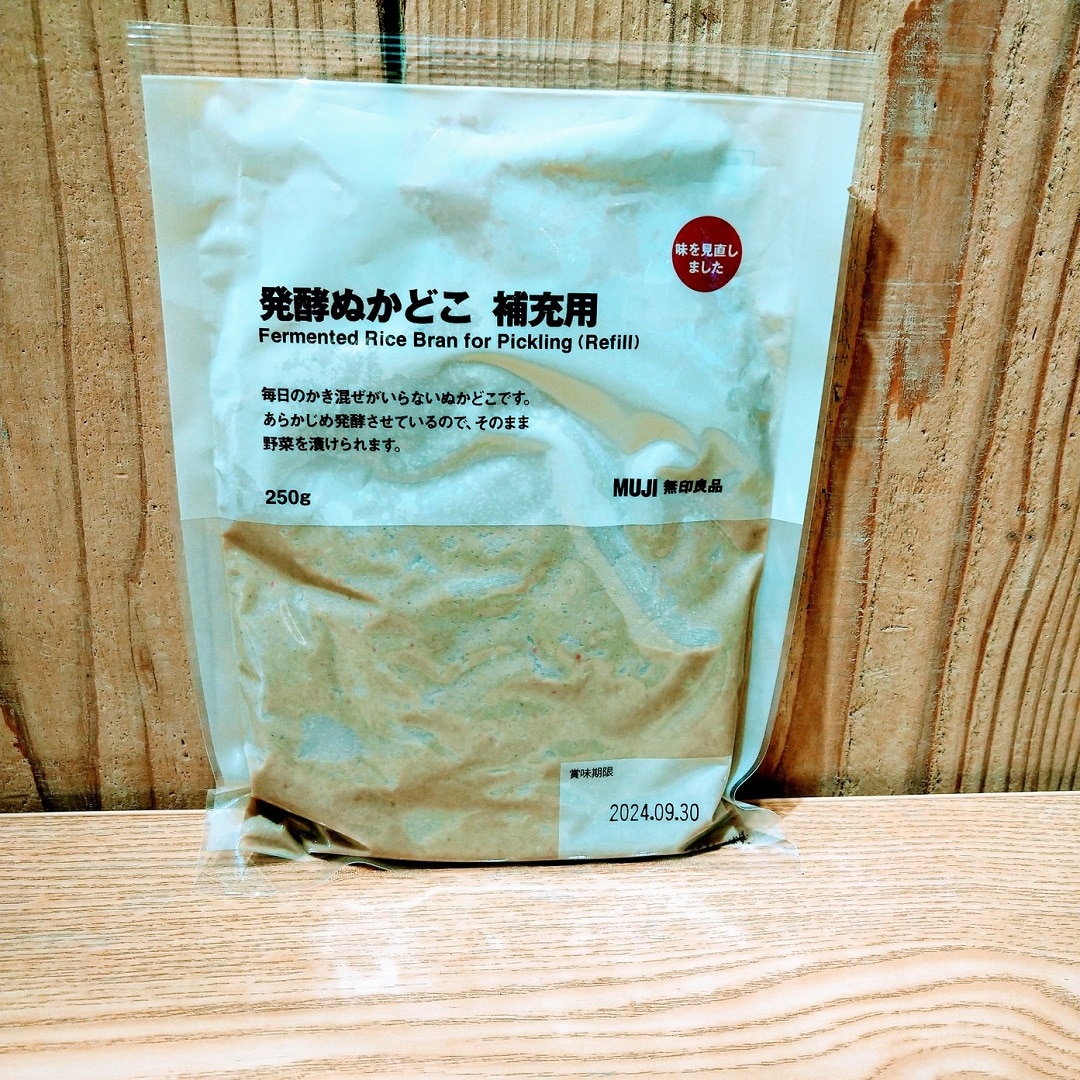 味を見直し
ました
発酵ぬかどこ 補充用
Fermented Rice Bran for Pickling (Refill)
毎日のかき混ぜがいらないぬかどこです。
あらかじめ発酵させているので、そのまま
野菜を漬けられます。
250g
MUJI 無印良品
賞味期限
2024.09.30